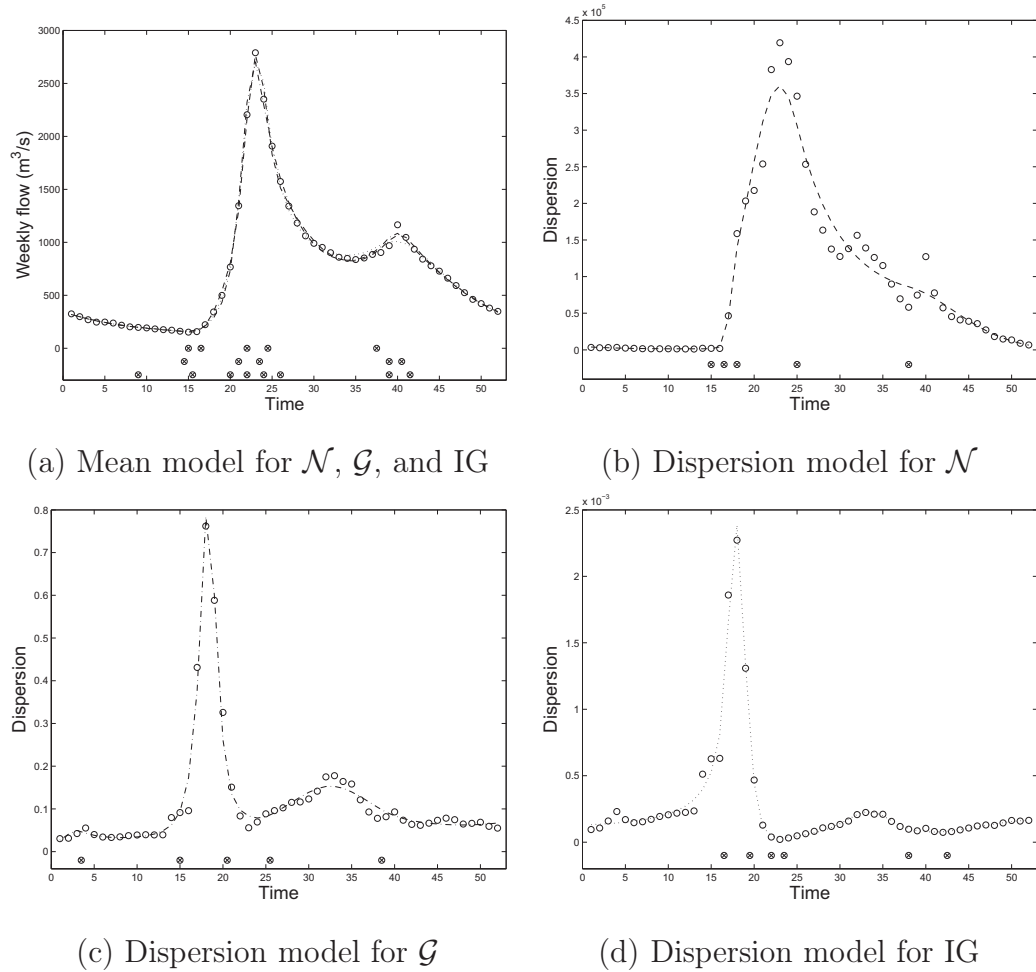 3000
2500
2000
1500
1000
500
0
Weekly flow (m³/s)
0 5 10 15 20 25 30 35 40 45 50
Time
(a) Mean model for 𝒩, 𝒢, and IG
x 10⁵
4.5
4
3.5
3
2.5
2
1.5
1
0.5
0
Dispersion
0 5 10 15 20 25 30 35 40 45 50
Time
(b) Dispersion model for 𝒩
0.8
0.7
0.6
0.5
0.4
0.3
0.2
0.1
0
Dispersion
0 5 10 15 20 25 30 35 40 45 50
Time
(c) Dispersion model for 𝒢
x 10⁻³
2.5
2
1.5
1
0.5
0
Dispersion
0 5 10 15 20 25 30 35 40 45 50
Time
(d) Dispersion model for IG